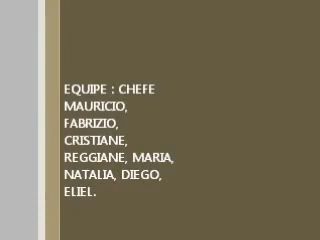 EQUIPE : CHEFE
MAURICIO,
FABRIZIO,
CRISTIANE,
REGGIANE, MARIA,
NATALIA, DIEGO,
ELIEL.